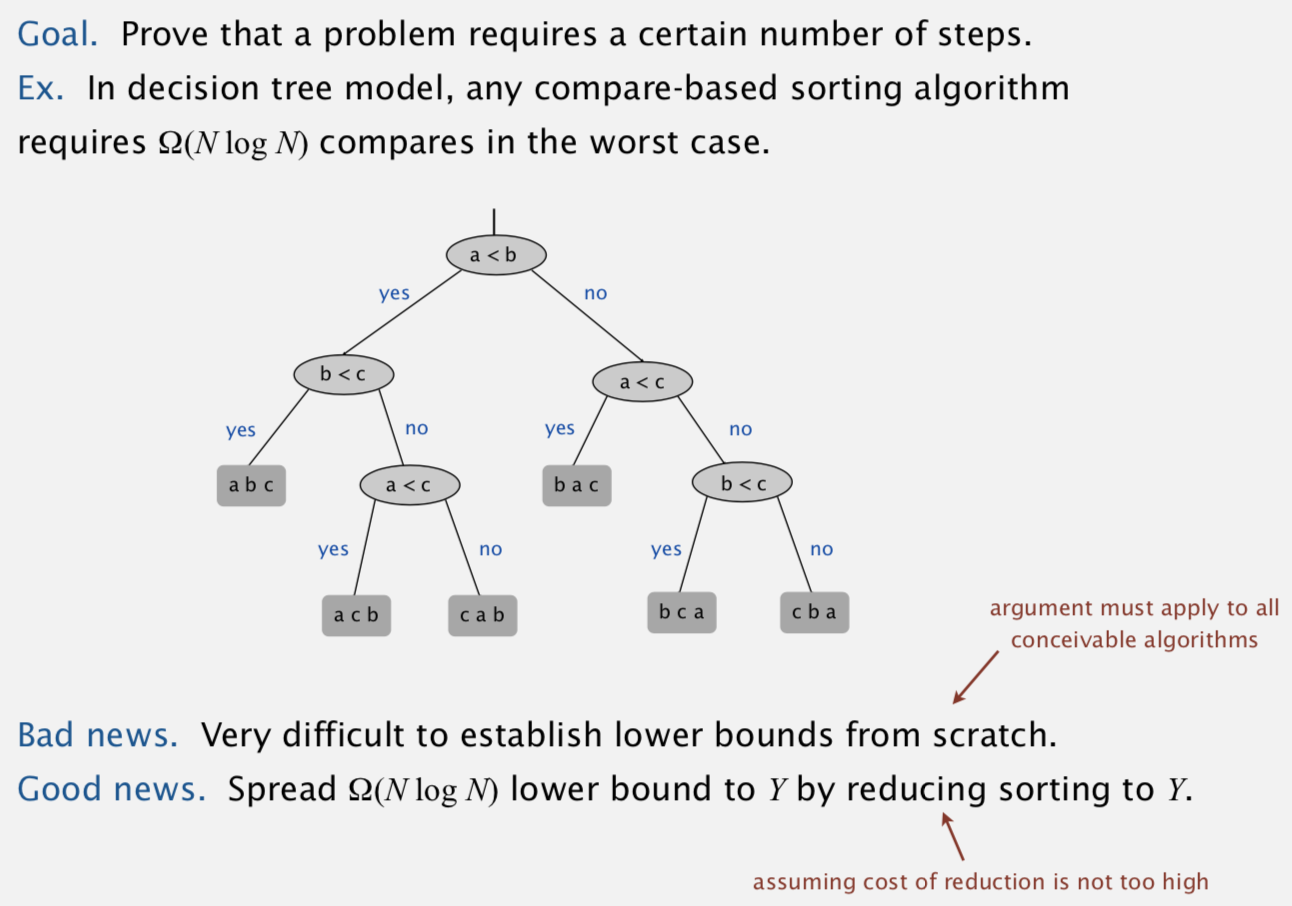 Goal. Prove that a problem requires a certain number of steps.
Ex. In decision tree model, any compare-based sorting algorithm
requires Ω(N log N) compares in the worst case.
a < b
yes
no
b < c
a < c
yes
no
yes
no
a b c
a < c
b a c
b < c
yes
no
yes
no
a c b
c a b
b c a
c b a
argument must apply to all
conceivable algorithms
Bad news. Very difficult to establish lower bounds from scratch.
Good news. Spread Ω(N log N) lower bound to Y by reducing sorting to Y.
assuming cost of reduction is not too high